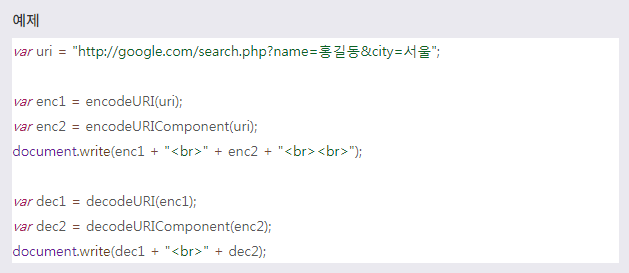 예제
var uri = "http://google.com/search.php?name=홍길동&city=서울";
var enc1 = encodeURI(uri);
var enc2 = encodeURIComponent(uri);
document.write(enc1 + "<br>" + enc2 + "<br><br>");
var dec1 = decodeURI(enc1);
var dec2 = decodeURIComponent(enc2);
document.write(dec1 + "<br>" + dec2);